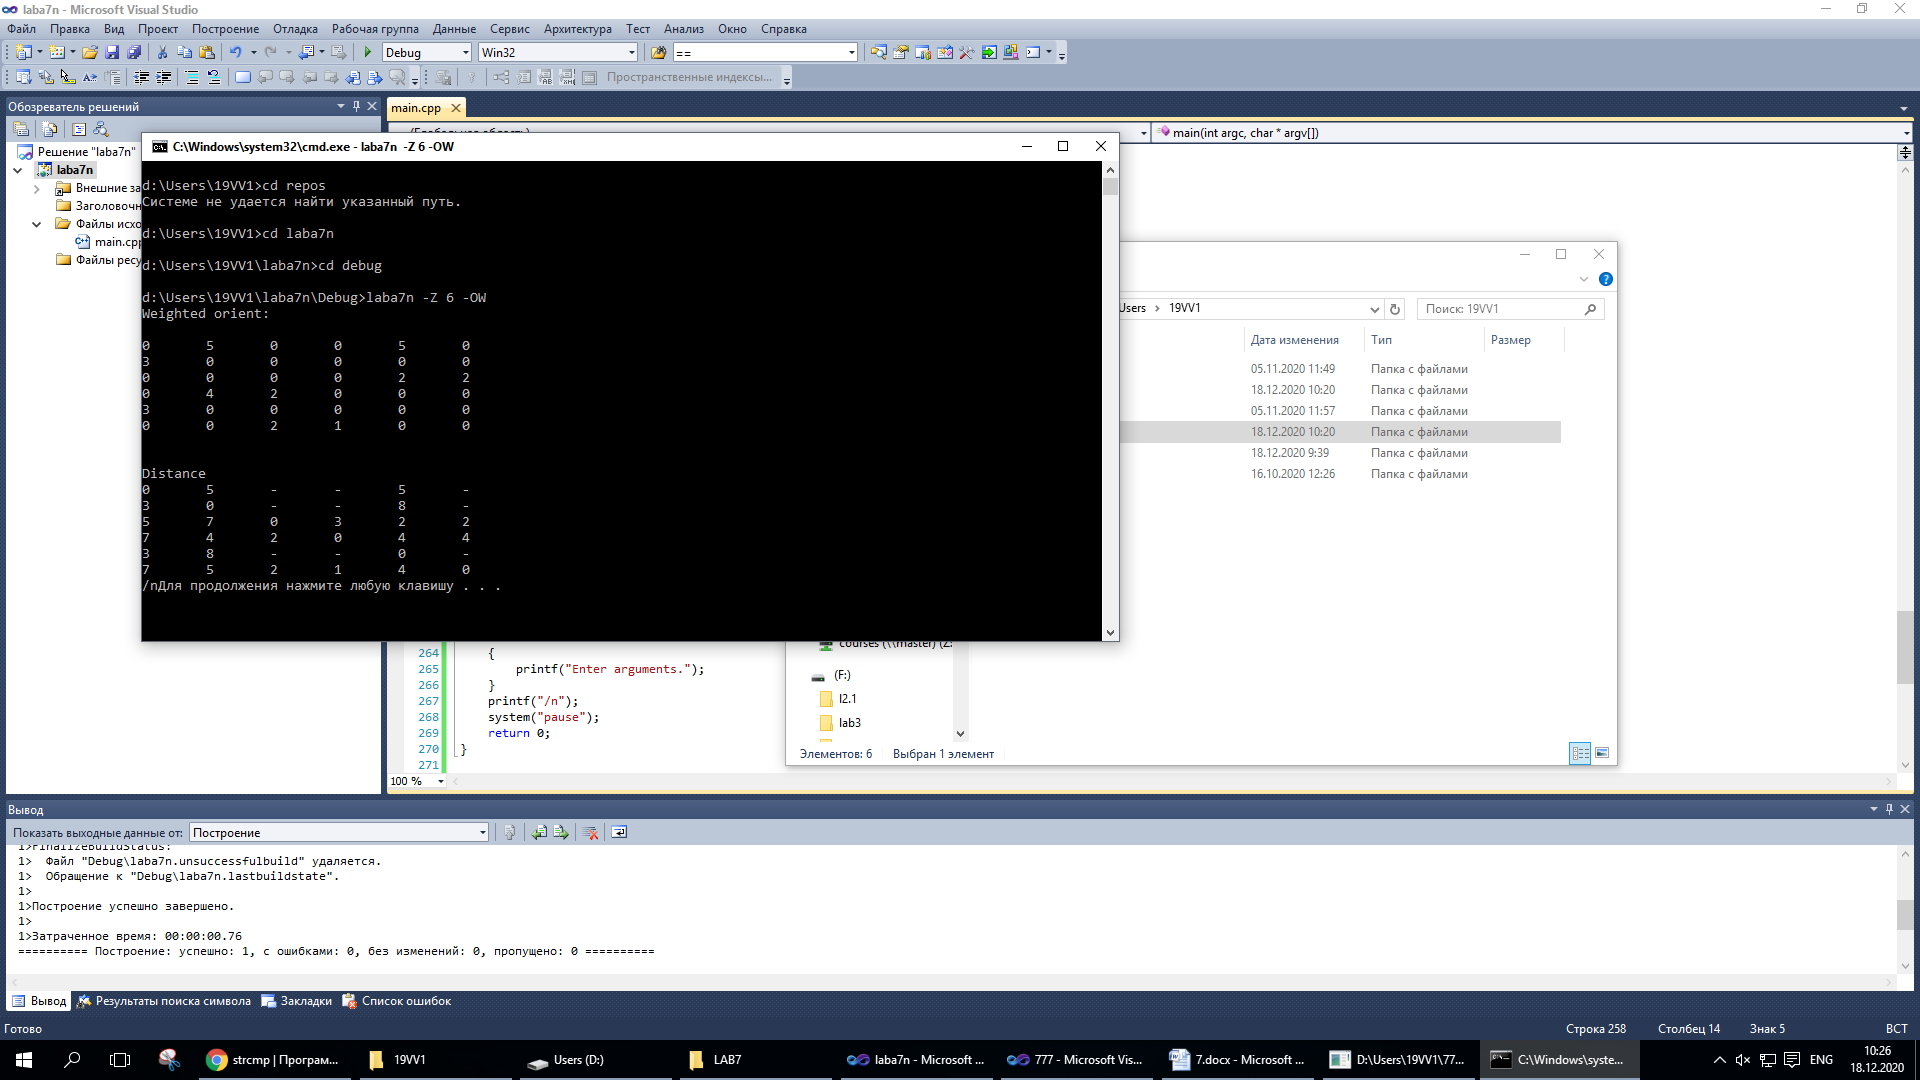 laba7n - Microsoft Visual Studio
Файл Правка Вид Проект Построение Отладка Рабочая группа Данные Сервис Архитектура Тест Анализ Окно Справка
Debug Win32 ==
Пространственные индексы...
Обозреватель решений
main.cpp
main(int argc, char * argv[])
Решение "laba7n"
laba7n
Внешние за
Заголовочн
Файлы исхо
main.cpp
Файлы ресу
C:\Windows\system32\cmd.exe - laba7n -Z 6 -OW
d:\Users\19VV1>cd repos
Системе не удается найти указанный путь.
d:\Users\19VV1>cd laba7n
d:\Users\19VV1\laba7n>cd debug
d:\Users\19VV1\laba7n\Debug>laba7n -Z 6 -OW
Weighted orient:
0 5 0 0 5 0
3 0 0 0 0 0
0 0 0 0 2 2
0 4 2 0 0 0
3 0 0 0 0 0
0 0 2 1 0 0
Distance
0 5 - - 5 -
3 0 - - 8 -
5 7 0 3 2 2
7 4 2 0 4 4
3 8 - - 0 -
7 5 2 1 4 0
/nДля продолжения нажмите любую клавишу . . .
Users > 19VV1
Поиск: 19VV1
Дата изменения Тип Размер
05.11.2020 11:49 Папка с файлами
18.12.2020 10:20 Папка с файлами
05.11.2020 11:57 Папка с файлами
18.12.2020 10:20 Папка с файлами
18.12.2020 9:39 Папка с файлами
16.10.2020 12:26 Папка с файлами
courses (\\master) (Z:
(F:)
l2.1
lab3
Элементов: 6 Выбран 1 элемент
264 {
265 printf("Enter arguments.");
266 }
267 printf("/n");
268 system("pause");
269 return 0;
270 }
271
100 %
Вывод
Показать выходные данные от: Построение
1>FinalizeBuildStatus:
1> Файл "Debug\laba7n.unsuccessfulbuild" удаляется.
1> Обращение к "Debug\laba7n.lastbuildstate".
1>
1>Построение успешно завершено.
1>
1>Затраченное время: 00:00:00.76
========== Построение: успешно: 1, с ошибками: 0, без изменений: 0, пропущено: 0 ==========
Вывод Результаты поиска символа Закладки Список ошибок
Готово Строка 258 Столбец 14 Знак 5 ВСТ
strcmp | Програм... 19VV1 Users (D:) LAB7 laba7n - Microsoft ... 777 - Microsoft Vis... 7.docx - Microsoft ... D:\Users\19VV1\77... C:\Windows\syste... ENG
10:26
18.12.2020